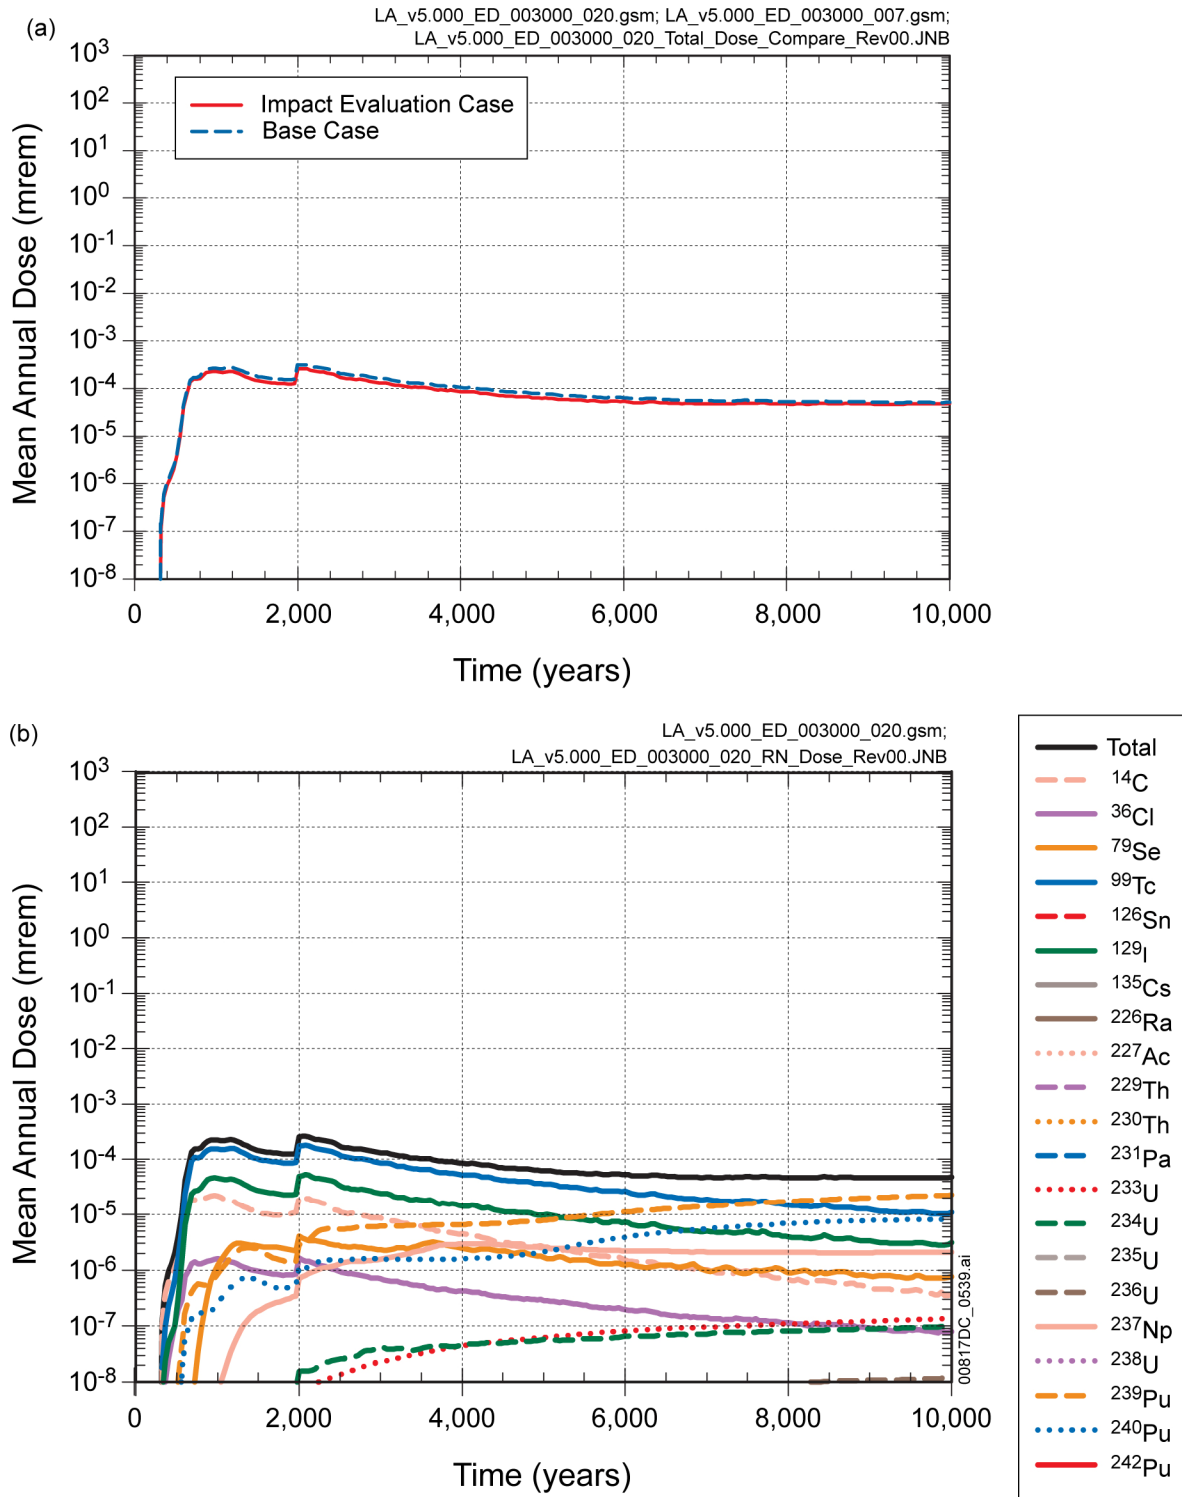 (a)
LA_v5.000_ED_003000_020.gsm; LA_v5.000_ED_003000_007.gsm;
LA_v5.000_ED_003000_020_Total_Dose_Compare_Rev00.JNB
Mean Annual Dose (mrem)
10³
10²
10¹
10⁰
10⁻¹
10⁻²
10⁻³
10⁻⁴
10⁻⁵
10⁻⁶
10⁻⁷
10⁻⁸
Impact Evaluation Case
Base Case
0 2,000 4,000 6,000 8,000 10,000
Time (years)
(b)
LA_v5.000_ED_003000_020.gsm;
LA_v5.000_ED_003000_020_RN_Dose_Rev00.JNB
Mean Annual Dose (mrem)
10³
10²
10¹
10⁰
10⁻¹
10⁻²
10⁻³
10⁻⁴
10⁻⁵
10⁻⁶
10⁻⁷
10⁻⁸
0 2,000 4,000 6,000 8,000 10,000
Time (years)
00817DC_0539.ai
Total
¹⁴C
³⁶Cl
⁷⁹Se
⁹⁹Tc
¹²⁶Sn
¹²⁹I
¹³⁵Cs
²²⁶Ra
²²⁷Ac
²²⁹Th
²³⁰Th
²³¹Pa
²³³U
²³⁴U
²³⁵U
²³⁶U
²³⁷Np
²³⁸U
²³⁹Pu
²⁴⁰Pu
²⁴²Pu